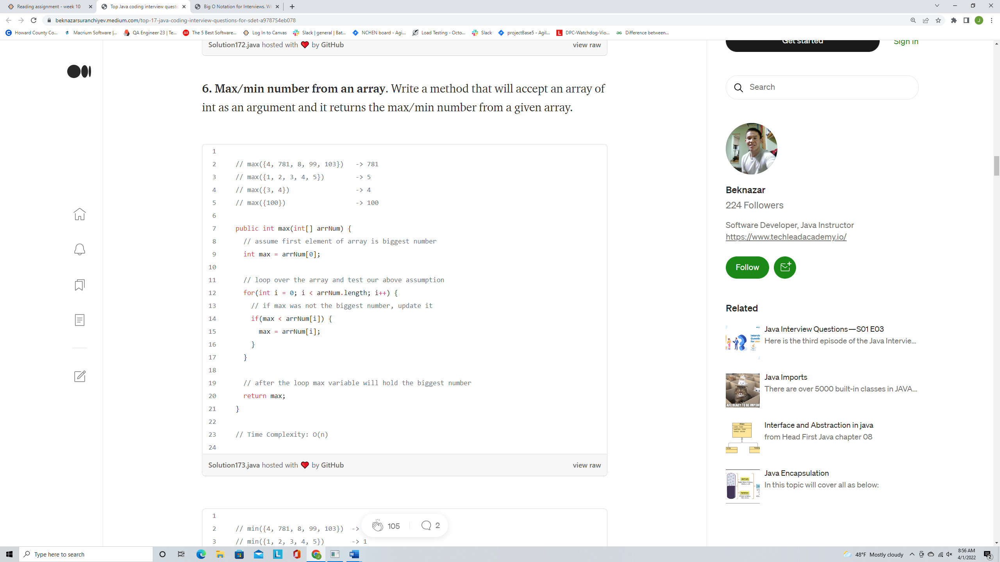 Reading assignment - week 10
Top Java coding interview questi
Big O Notation for Interviews. W
beknazarsuranchiyev.medium.com/top-17-java-coding-interview-questions-for-sdet-a978754eb078
J
Howard County Co...
Macrium Software |...
QA Engineer 23 | Te...
BR The 5 Best Software...
Log In to Canvas
Slack | general | Bat...
NCHEN board - Agi...
Load Testing - Octo...
Slack
projectBase5 - Agil...
L DPC-Watchdog-Vio...
Difference between...
Solution172.java hosted with ❤ by GitHub view raw
6. Max/min number from an array. Write a method that will accept an array of
int as an argument and it returns the max/min number from a given array.
1
2 // max({4, 781, 8, 99, 103}) -> 781
3 // max({1, 2, 3, 4, 5}) -> 5
4 // max({3, 4}) -> 4
5 // max({100}) -> 100
6
7 public int max(int[] arrNum) {
8 // assume first element of array is biggest number
9 int max = arrNum[0];
10
11 // loop over the array and test our above assumption
12 for(int i = 0; i < arrNum.length; i++) {
13 // if max was not the biggest number, update it
14 if(max < arrNum[i]) {
15 max = arrNum[i];
16 }
17 }
18
19 // after the loop max variable will hold the biggest number
20 return max;
21 }
22
23 // Time Complexity: O(n)
24
Solution173.java hosted with ❤ by GitHub view raw
1
2 // min({4, 781, 8, 99, 103}) ->
3 // min({1, 2, 3, 4, 5}) -> 1
105 2
Get started Sign In
Search
Beknazar
224 Followers
Software Developer, Java Instructor
https://www.techleadacademy.io/
Follow
Related
Java Interview Questions — S01 E03
Here is the third episode of the Java Intervie...
Java Imports
There are over 5000 built-in classes in JAVA...
ARE READY TO BE IMPOR
Interface and Abstraction in java
from Head First Java chapter 08
Java Encapsulation
In this topic will cover all as below:
Type here to search
48°F Mostly cloudy
8:56 AM
4/1/2022
2